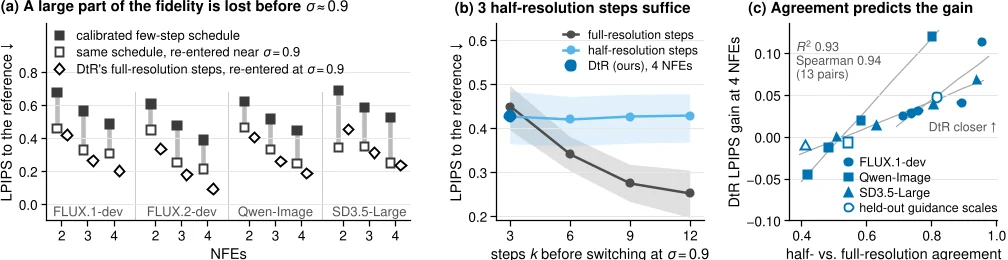 (a) A large part of the fidelity is lost before σ≈0.9
calibrated few-step schedule
same schedule, re-entered near σ=0.9
DtR's full-resolution steps, re-entered at σ=0.9
LPIPS to the reference ↓
0.8
0.6
0.4
0.2
0.0
FLUX.1-dev
FLUX.2-dev
Qwen-Image
SD3.5-Large
2 3 4 2 3 4 2 3 4 2 3 4
NFEs
(b) 3 half-resolution steps suffice
full-resolution steps
half-resolution steps
DtR (ours), 4 NFEs
LPIPS to the reference ↓
0.6
0.5
0.4
0.3
0.2
3 6 9 12
steps k before switching at σ=0.9
(c) Agreement predicts the gain
R² 0.93
Spearman 0.94
(13 pairs)
DtR closer ↑
FLUX.1-dev
Qwen-Image
SD3.5-Large
held-out guidance scales
DtR LPIPS gain at 4 NFEs
0.10
0.05
0.00
−0.05
−0.10
0.4 0.6 0.8 1.0
half- vs. full-resolution agreement